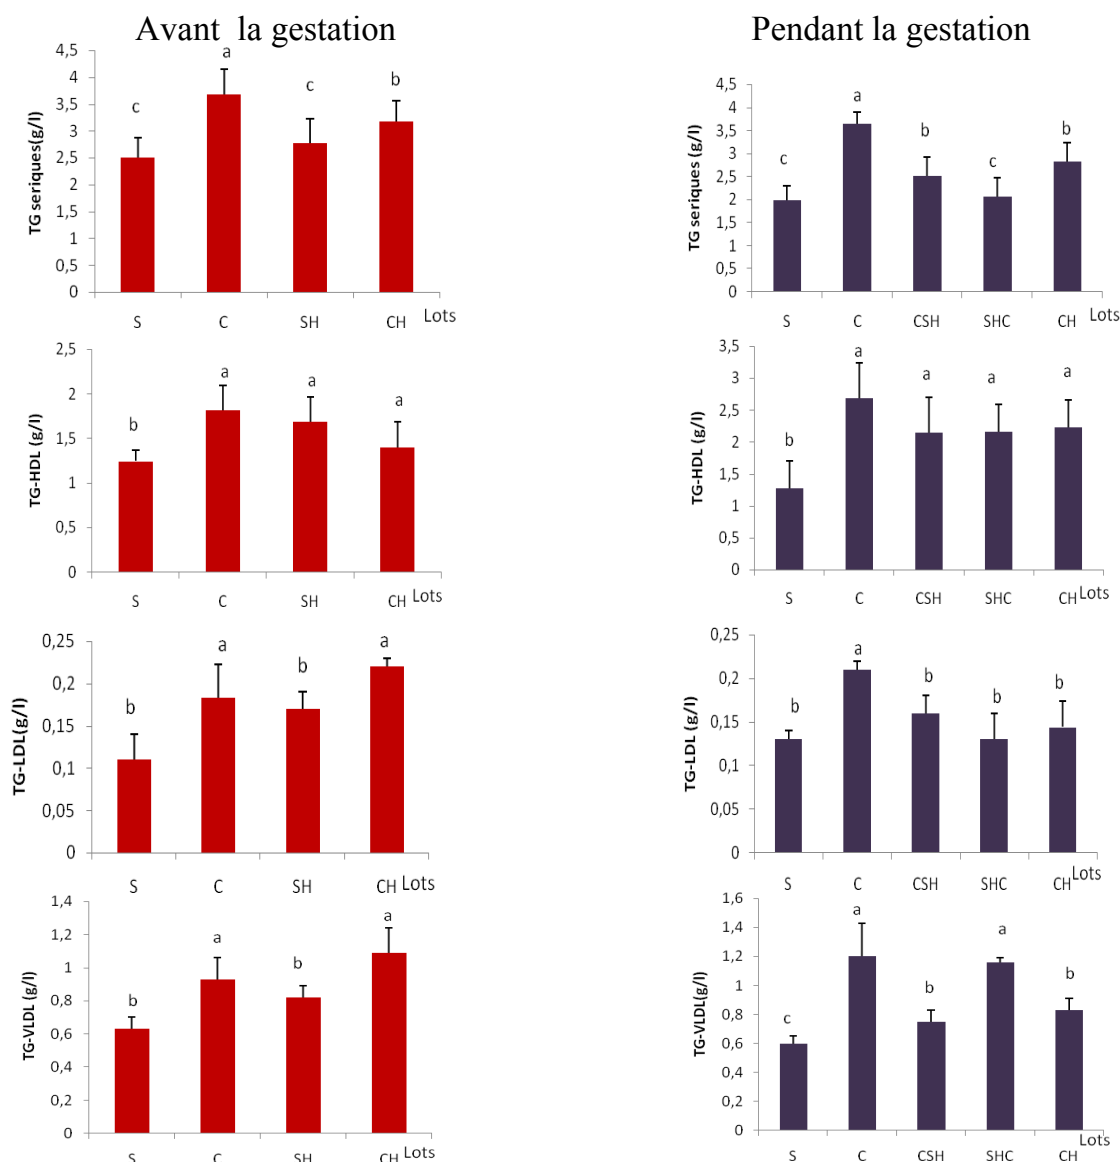 Avant  la gestation
Pendant la gestation
TG seriques(g/l)
4,5
4
3,5
3
2,5
2
1,5
1
0,5
0
c
a
c
b
S
C
SH
CH
Lots
TG seriques (g/l)
4,5
4
3,5
3
2,5
2
1,5
1
0,5
0
c
a
b
c
b
S
C
CSH
SHC
CH
Lots
TG-HDL (g/l)
2,5
2
1,5
1
0,5
0
b
a
a
a
S
C
SH
CH
Lots
TG-HDL (g/l)
3,5
3
2,5
2
1,5
1
0,5
0
b
a
a
a
a
S
C
CSH
SHC
CH
Lots
TG-LDL(g/l)
0,25
0,2
0,15
0,1
0,05
0
b
a
b
a
S
C
SH
CH
Lots
TG-LDL (g/l)
0,25
0,2
0,15
0,1
0,05
0
b
a
b
b
b
S
C
CSH
SHC
CH
Lots
TG-VLDL (g/l)
1,4
1,2
1
0,8
0,6
0,4
0,2
0
b
a
b
a
S
C
SH
CH
Lots
TG-VLDL(g/l)
1,6
1,4
1,2
1
0,8
0,6
0,4
0,2
0
c
a
b
a
b
S
C
CSH
SHC
CH
Lots